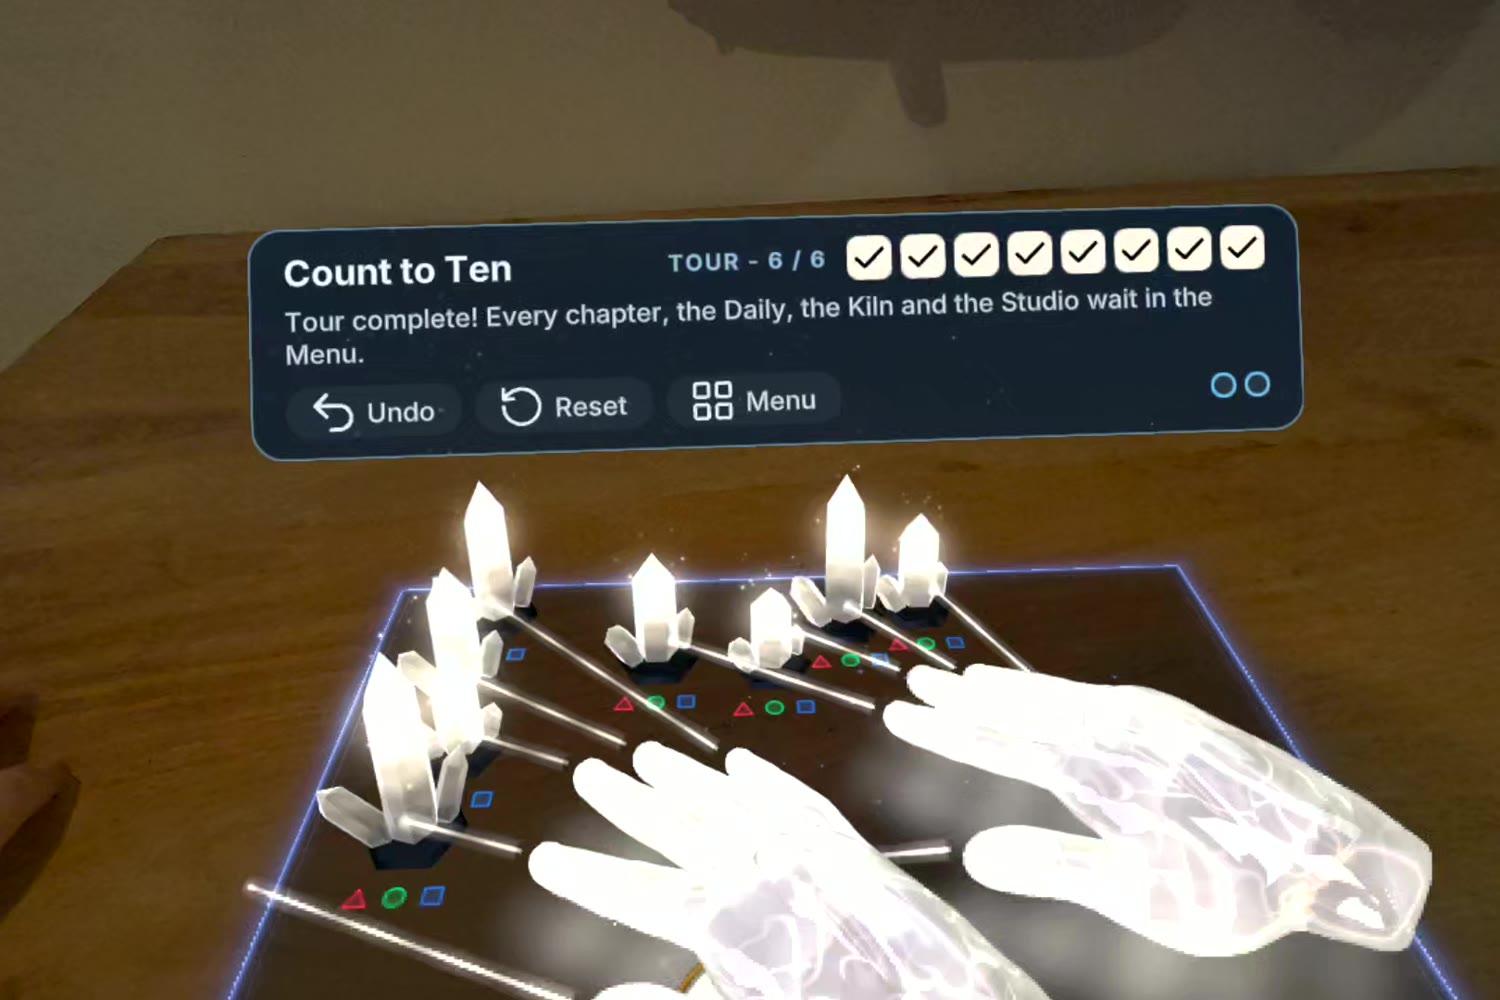 Count to Ten
TOUR - 6 / 6
Tour complete! Every chapter, the Daily, the Kiln and the Studio wait in the
Menu.
Undo
Reset
Menu